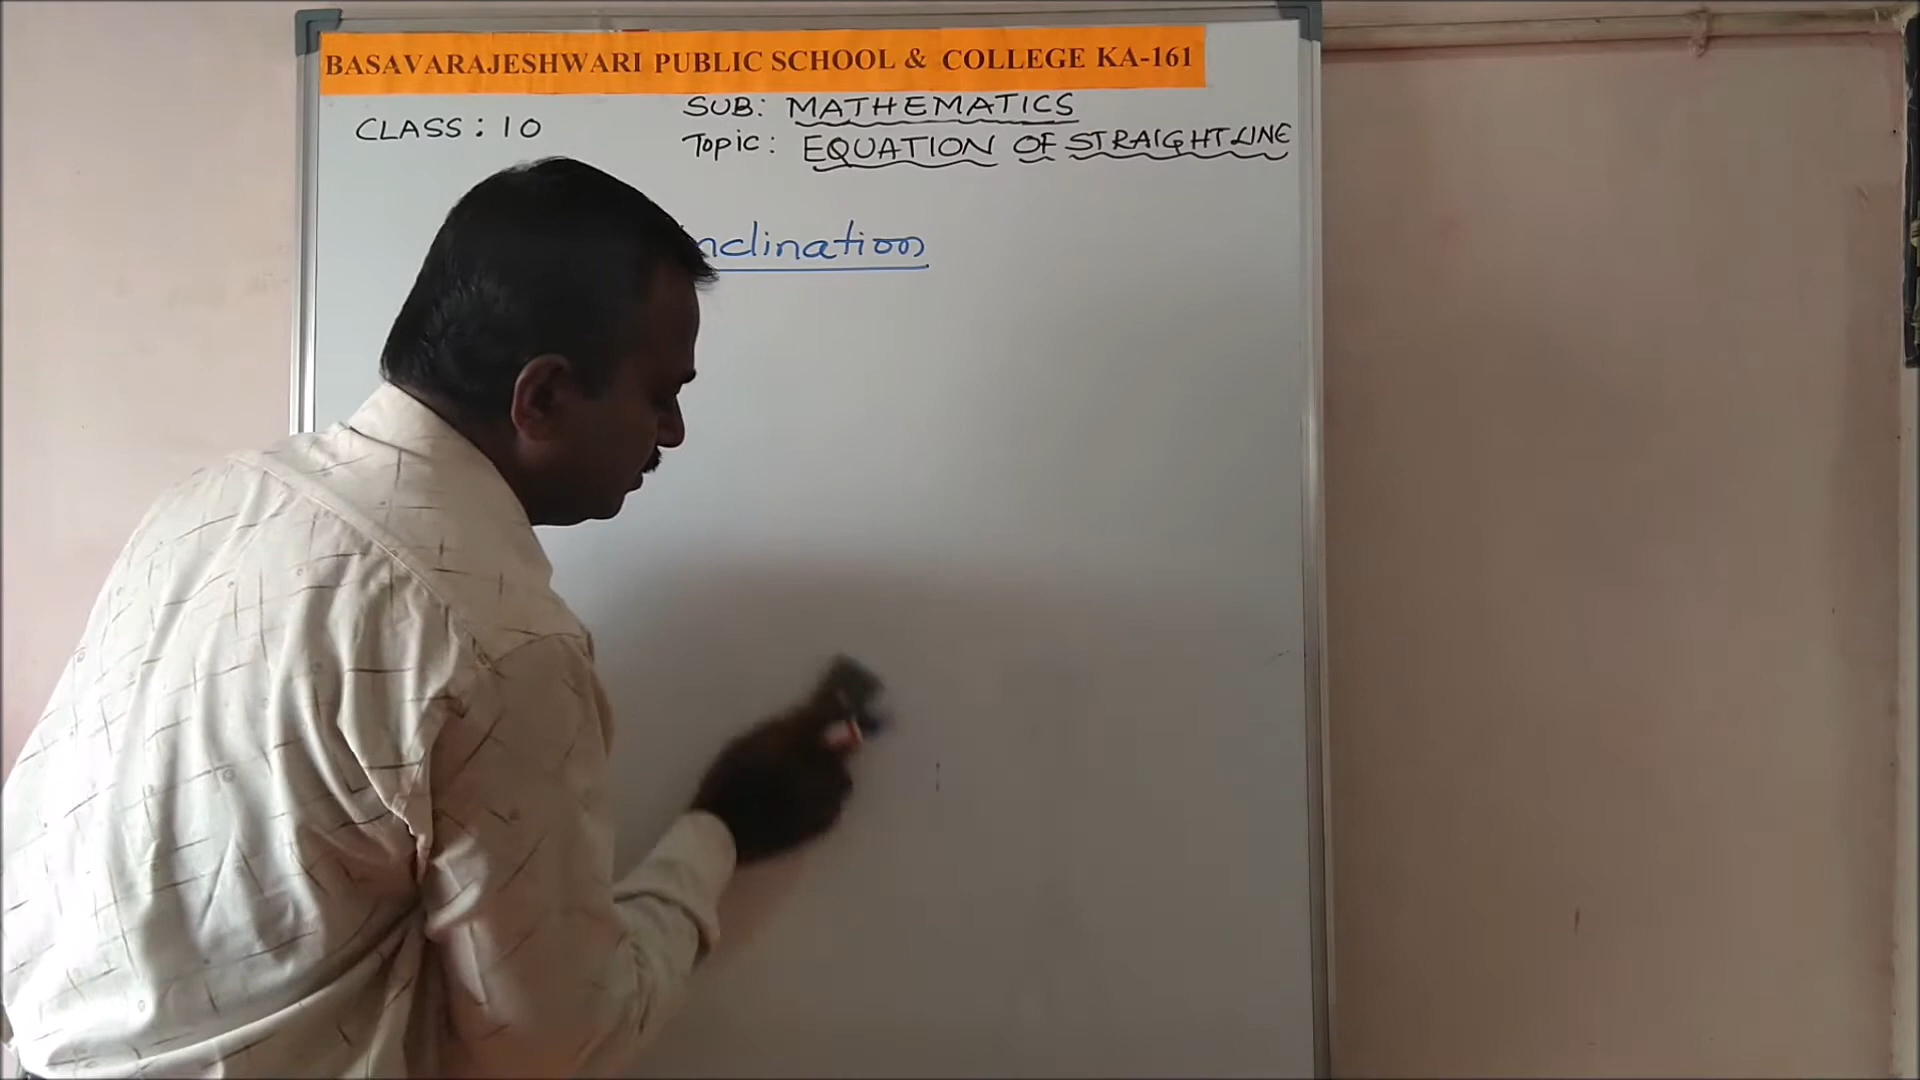 BASAVARAJESHWARI PUBLIC SCHOOL & COLLEGE KA-161
SUB: MATHEMATICS
CLASS: 10
Topic: EQUATION OF STRAIGHT LINE
nclination